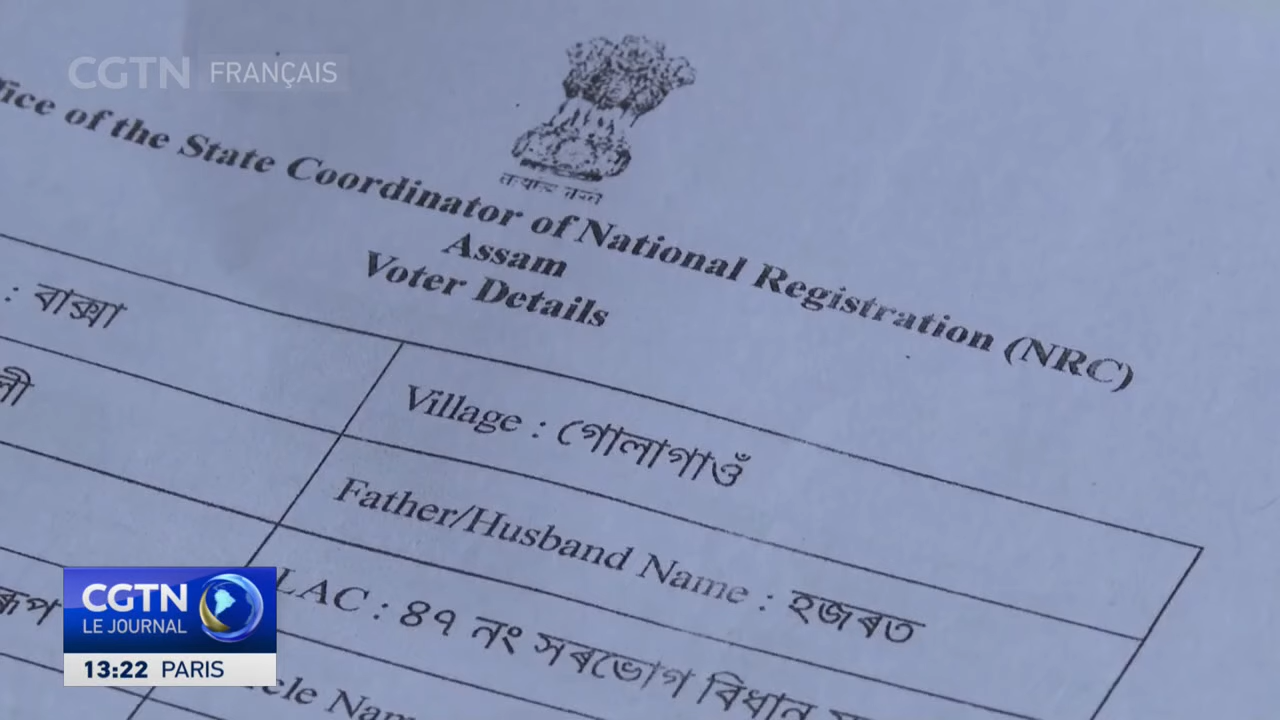 CGTN FRANÇAIS
of the State Coordinator of National Registration (NRC)
Assam
Voter Details
: বাক্সা
Village : গোলাগাওঁ
Father/Husband Name : হজৰত
LAC : ৪৭ নং সৰভোগ বিধান
CGTN
LE JOURNAL
13:22 PARIS